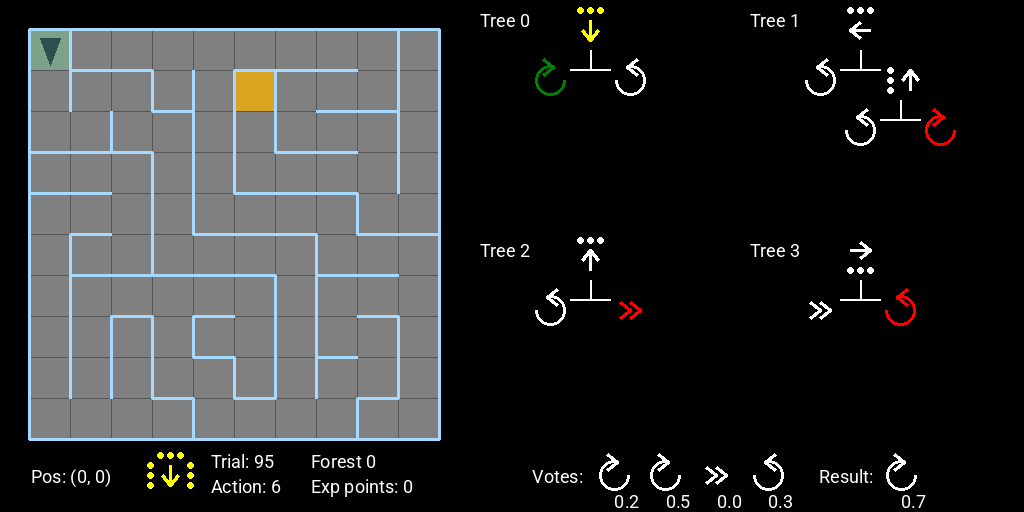 Tree 0
Tree 1
Tree 2
Tree 3
Pos: (0, 0)
Trial: 95
Forest 0
Action: 6
Exp points: 0
Votes:
0.2
0.5
0.0
0.3
Result:
0.7